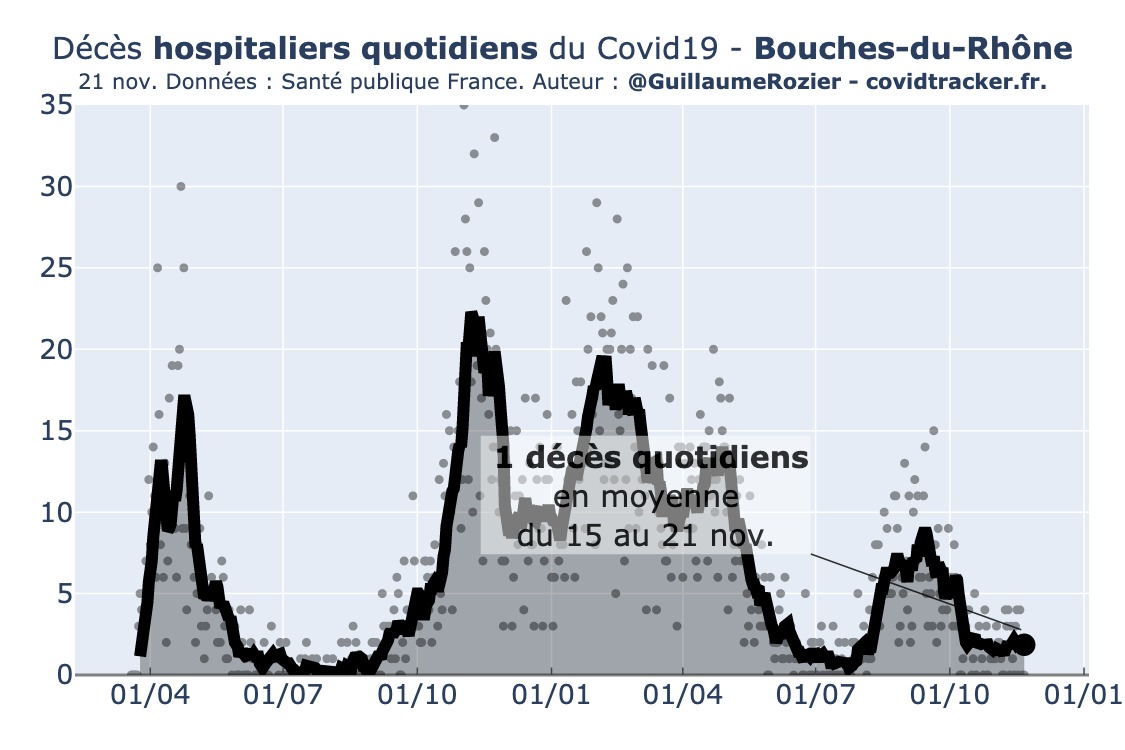 Décès hospitaliers quotidiens du Covid19 - Bouches-du-Rhône
21 nov. Données : Santé publique France. Auteur : @GuillaumeRozier - covidtracker.fr.
35
30
25
20
15
10
5
0
1 décès quotidiens
en moyenne
du 15 au 21 nov.
01/04 01/07 01/10 01/01 01/04 01/07 01/10 01/01